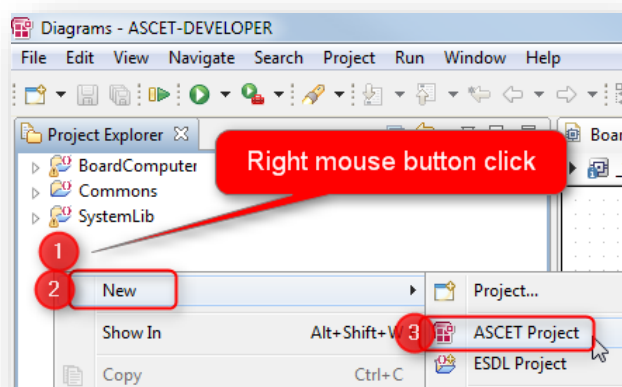 Diagrams - ASCET-DEVELOPER
File Edit View Navigate Search Project Run Window Help
Project Explorer
BoardComputer
Commons
SystemLib
Right mouse button click
1
2 New
Project...
Show In Alt+Shift+W
3 ASCET Project
Copy Ctrl+C
ESDL Project